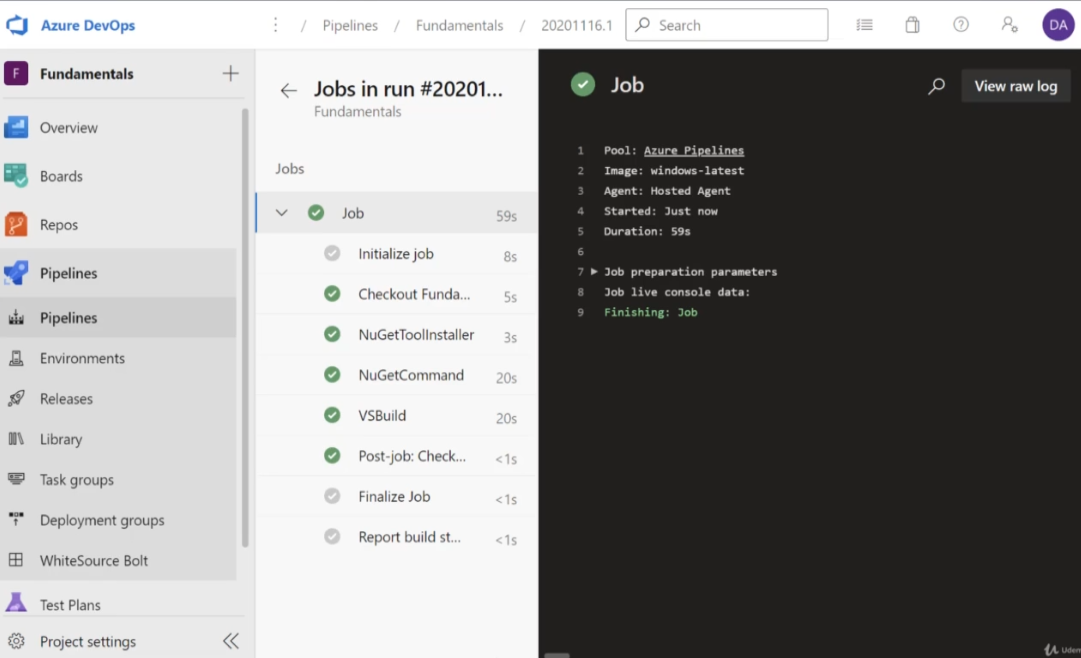 Azure DevOps
/ Pipelines / Fundamentals / 20201116.1
Search
DA
F Fundamentals
Overview
Boards
Repos
Pipelines
Pipelines
Environments
Releases
Library
Task groups
Deployment groups
WhiteSource Bolt
Test Plans
Project settings
Jobs in run #20201...
Fundamentals
Jobs
Job 59s
Initialize job 8s
Checkout Funda... 5s
NuGetToolInstaller 3s
NuGetCommand 20s
VSBuild 20s
Post-job: Check... <1s
Finalize Job <1s
Report build st... <1s
Job
View raw log
1 Pool: Azure Pipelines
2 Image: windows-latest
3 Agent: Hosted Agent
4 Started: Just now
5 Duration: 59s
6
7 Job preparation parameters
8 Job live console data:
9 Finishing: Job
Udem